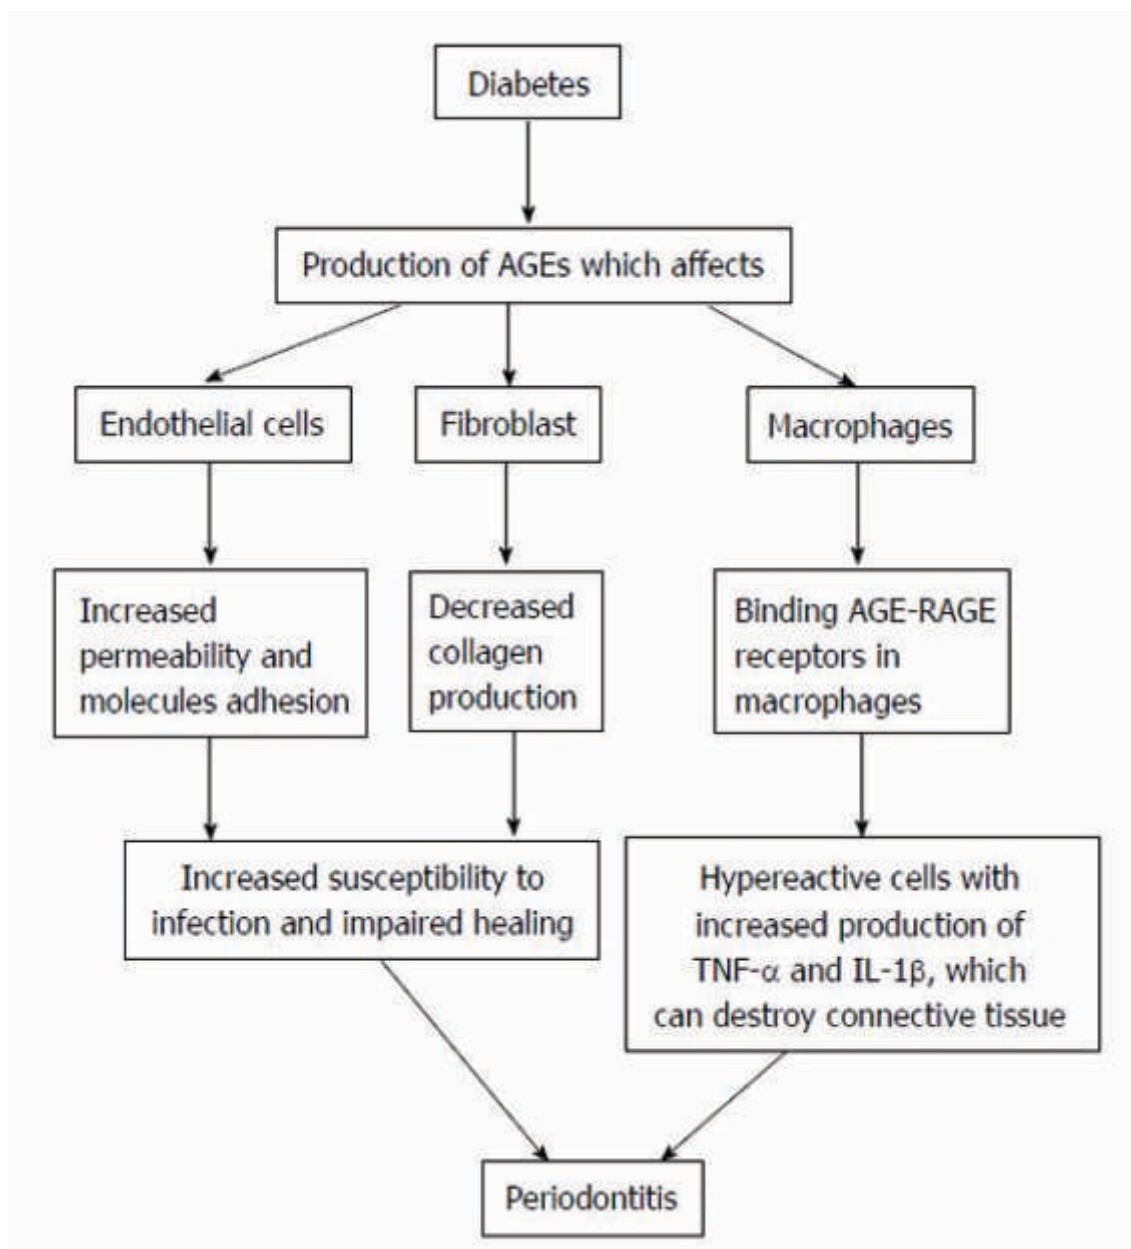 Diabetes
Production of AGEs which affects
Endothelial cells
Fibroblast
Macrophages
Increased
permeability and
molecules adhesion
Decreased
collagen
production
Binding AGE-RAGE
receptors in
macrophages
Increased susceptibility to
infection and impaired healing
Hypereactive cells with
increased production of
TNF-α and IL-1β, which
can destroy connective tissue
Periodontitis